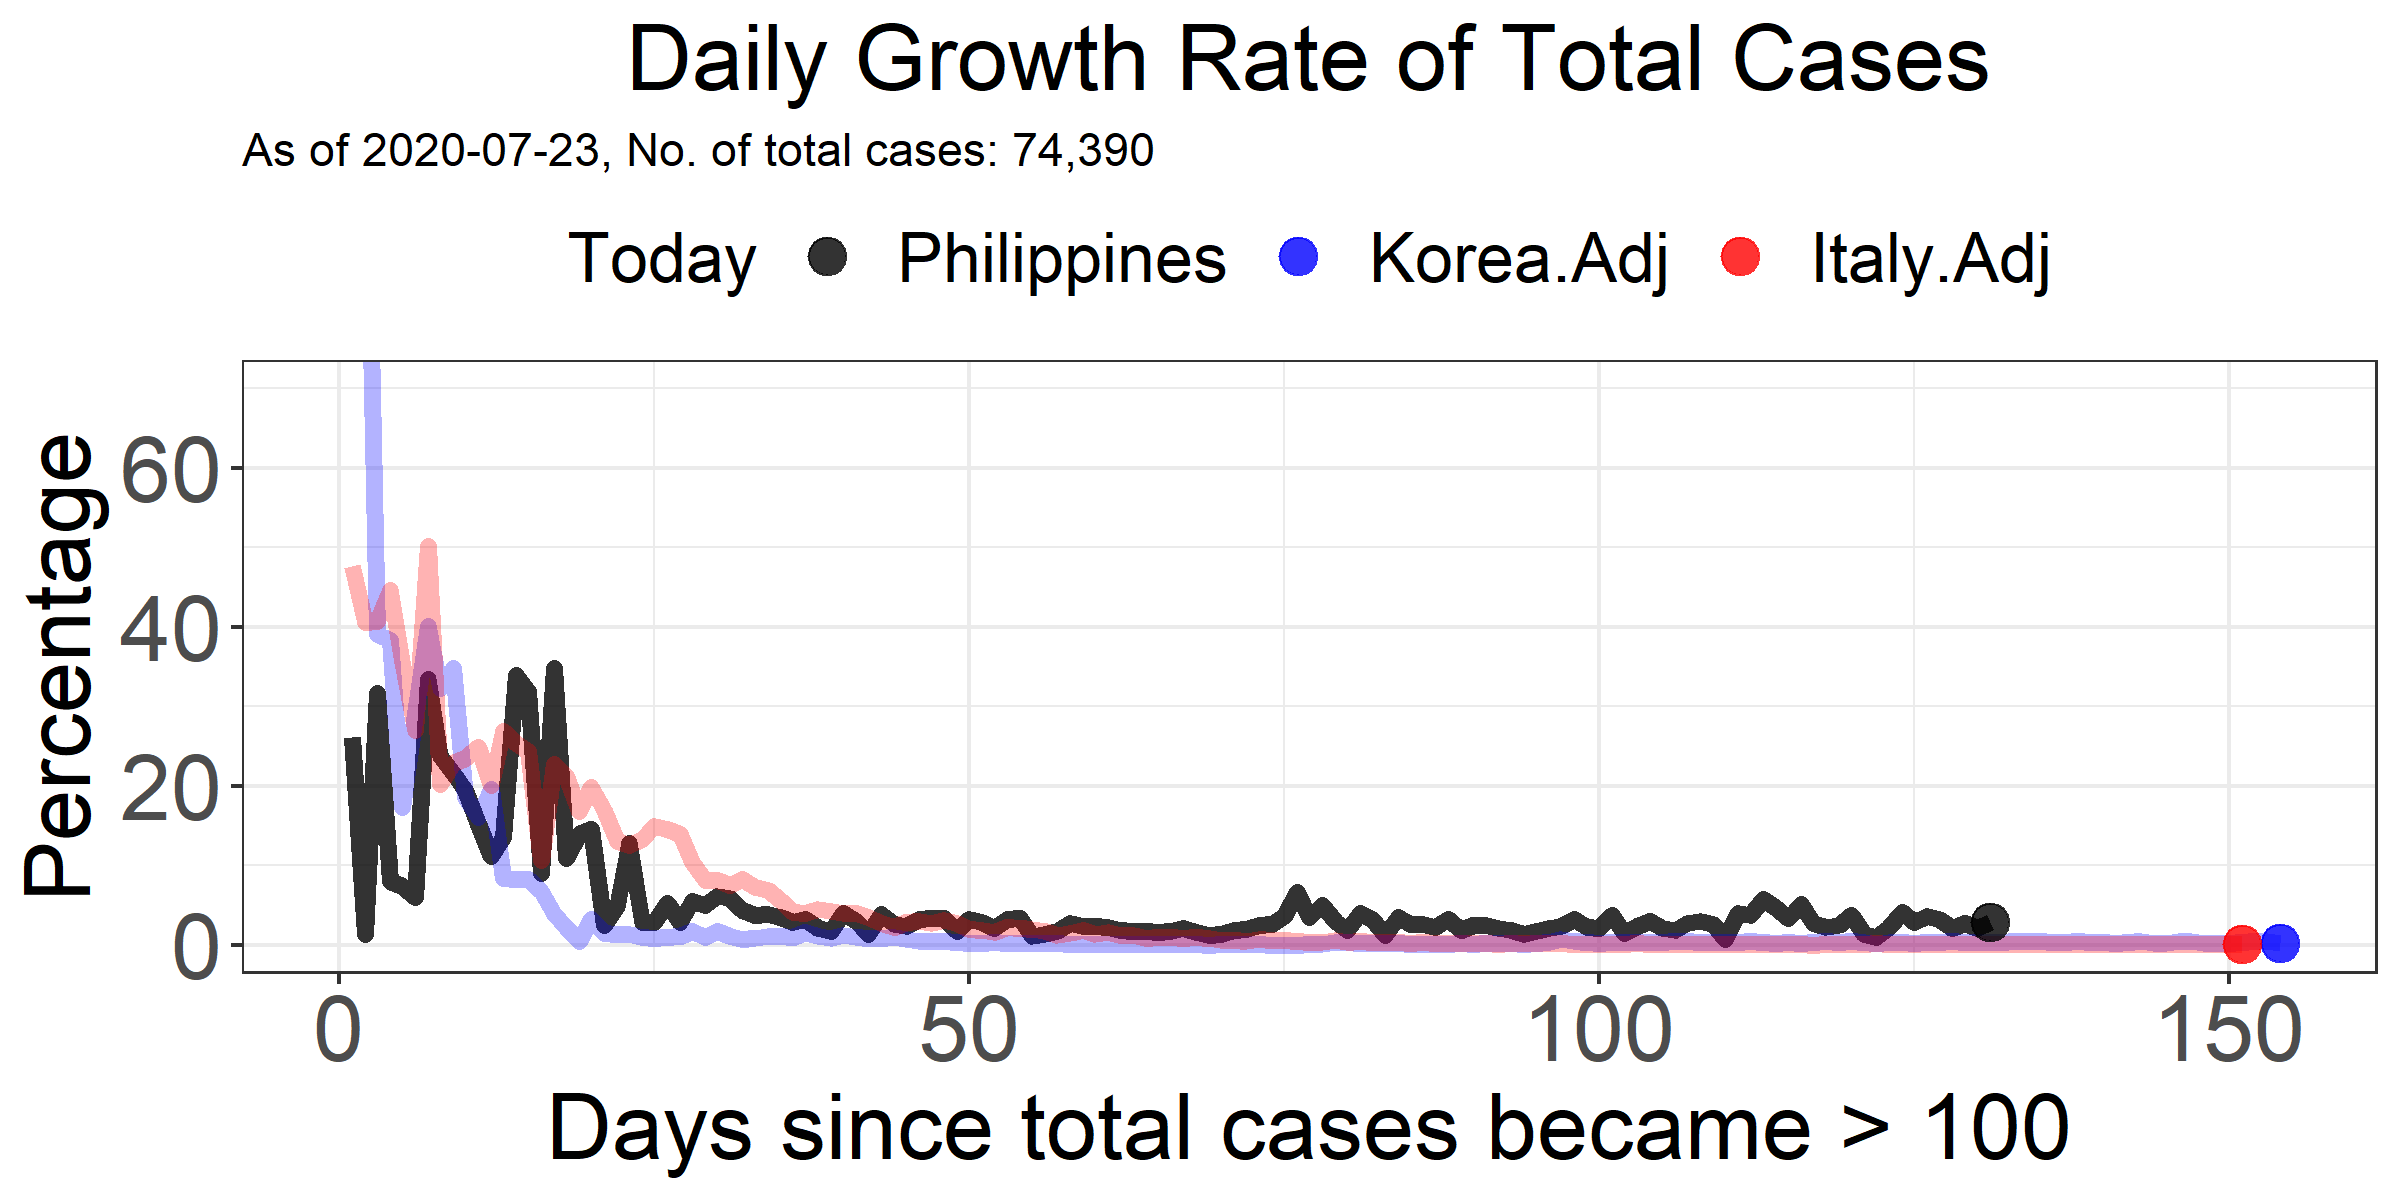 Daily Growth Rate of Total Cases
As of 2020-07-23, No. of total cases: 74,390
Today Philippines Korea.Adj Italy.Adj
Percentage
60
40
20
0
0 50 100 150
Days since total cases became > 100